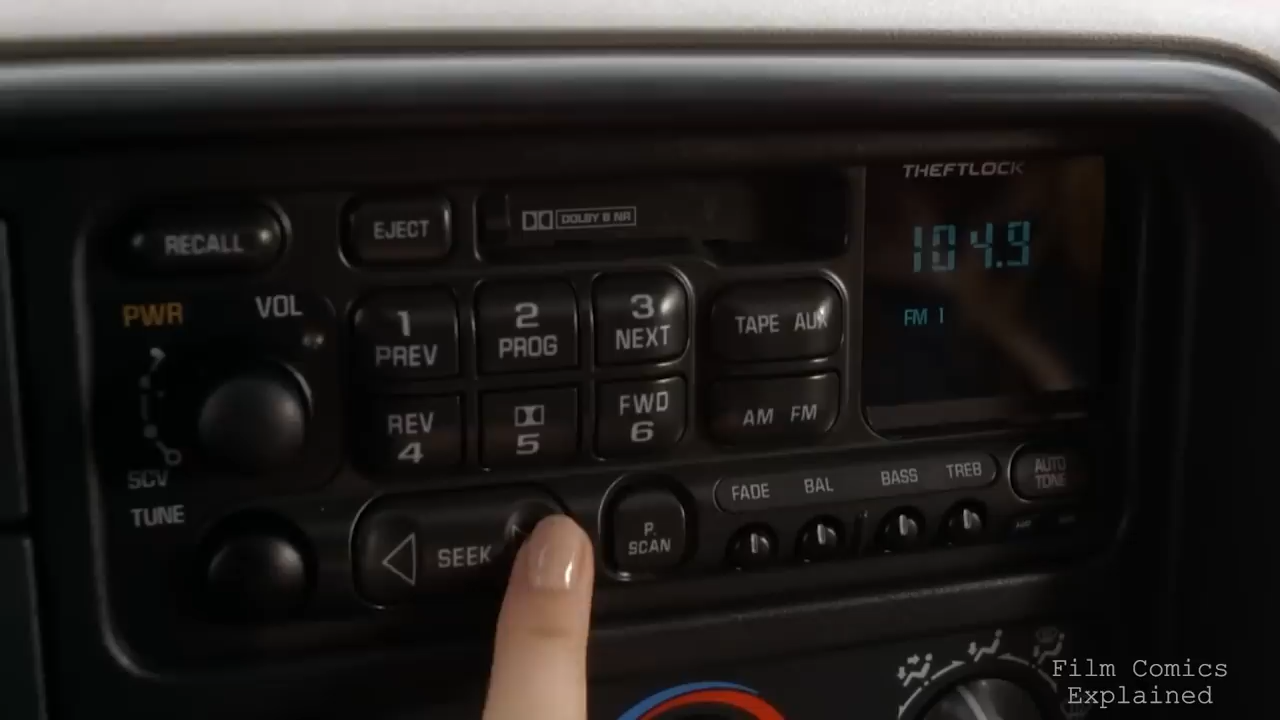 THEFTLOCK
RECALL
EJECT
DOLBY B NR
104.9
FM 1
PWR
VOL
1
PREV
2
PROG
3
NEXT
TAPE AUX
REV
4
5
FWD
6
AM FM
SCV
TUNE
SEEK
P.
SCAN
FADE
BAL
BASS
TREB
AUTO
TONE
Film Comics
Explained